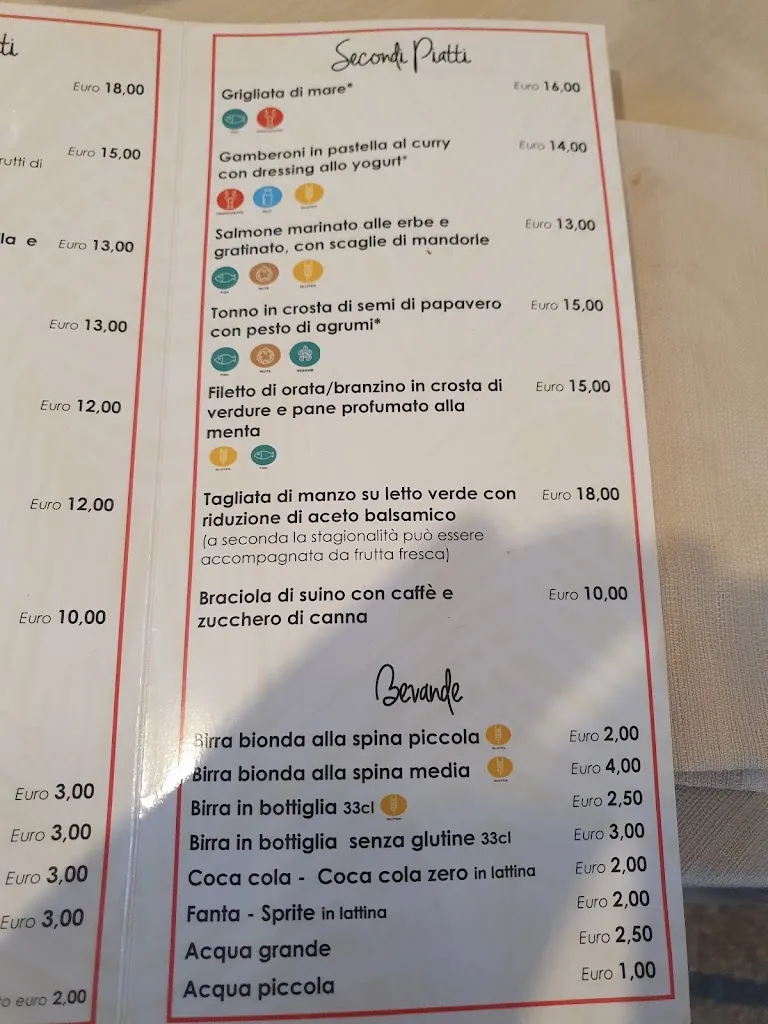 ti
Euro 18,00
rutti di
Euro 15,00
la e
Euro 13,00
Euro 13,00
Euro 12,00
Euro 12,00
Euro 10,00
Euro 3,00
Euro 3,00
Euro 3,00
Euro 3,00
to euro 2,00
Secondi Piatti
Grigliata di mare*
Euro 16,00
Gamberoni in pastella al curry
con dressing allo yogurt*
Euro 14,00
Salmone marinato alle erbe e
gratinato, con scaglie di mandorle
Euro 13,00
Tonno in crosta di semi di papavero
con pesto di agrumi*
Euro 15,00
Filetto di orata/branzino in crosta di
verdure e pane profumato alla
menta
Euro 15,00
Tagliata di manzo su letto verde con
riduzione di aceto balsamico
(a seconda la stagionalità può essere
accompagnata da frutta fresca)
Euro 18,00
Braciola di suino con caffè e
zucchero di canna
Euro 10,00
Bevande
Birra bionda alla spina piccola
Euro 2,00
Birra bionda alla spina media
Euro 4,00
Birra in bottiglia 33cl
Euro 2,50
Birra in bottiglia senza glutine 33cl
Euro 3,00
Coca cola - Coca cola zero in lattina
Euro 2,00
Fanta - Sprite in lattina
Euro 2,00
Acqua grande
Euro 2,50
Acqua piccola
Euro 1,00